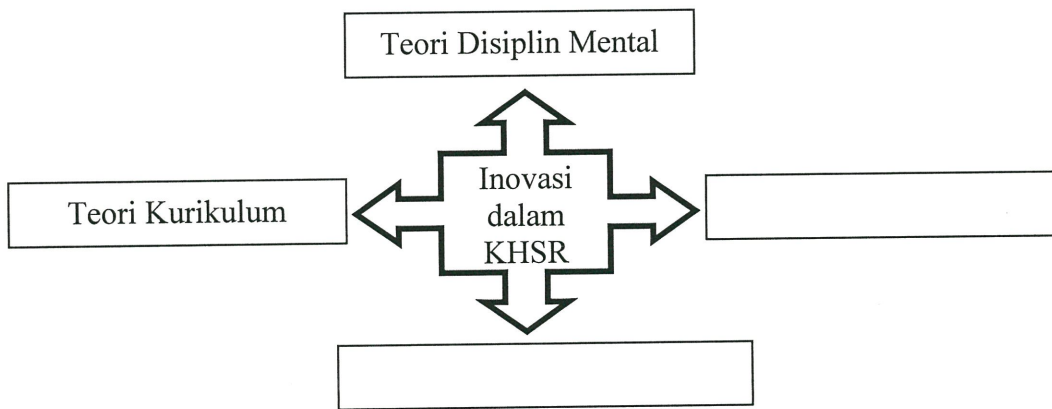 Teori Disiplin Mental
Teori Kurikulum
Inovasi
dalam
KHSR